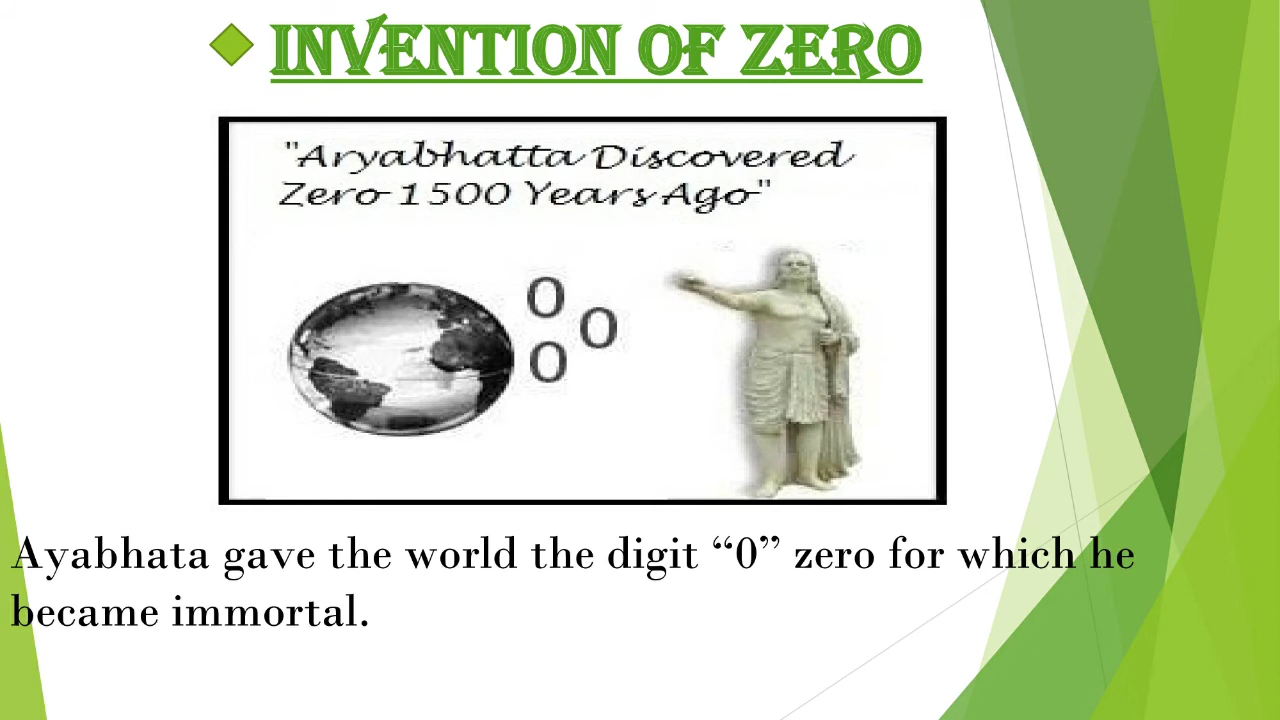 INVENTION OF ZERO
"Aryabhatta Discovered
Zero 1500 Years Ago"
0
0
0
Ayabhata gave the world the digit “0” zero for which he
became immortal.